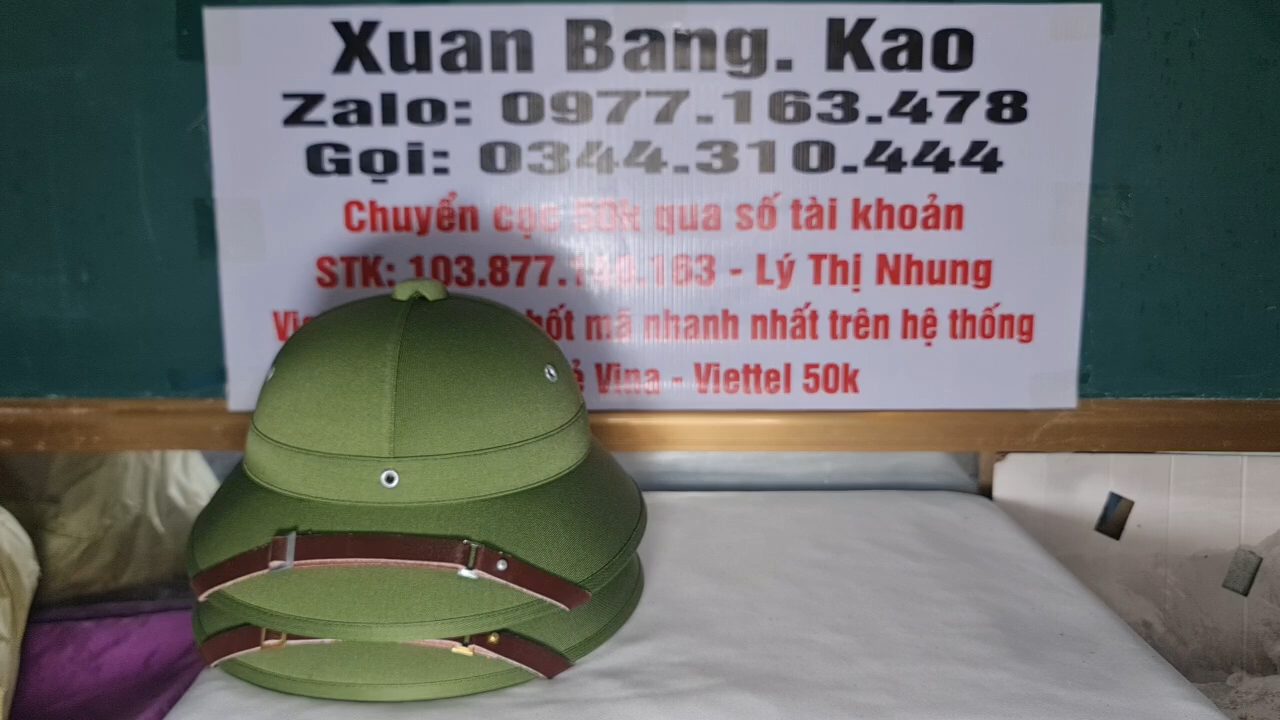 Xuan Bang. Kao
Zalo: 0977.163.478
Gọi: 0344.310.444
Chuyển cọc 50k qua số tài khoản
STK: 103.877. .163 - Lý Thị Nhung
mã nhanh nhất trên hệ thống
Vina - Viettel 50k